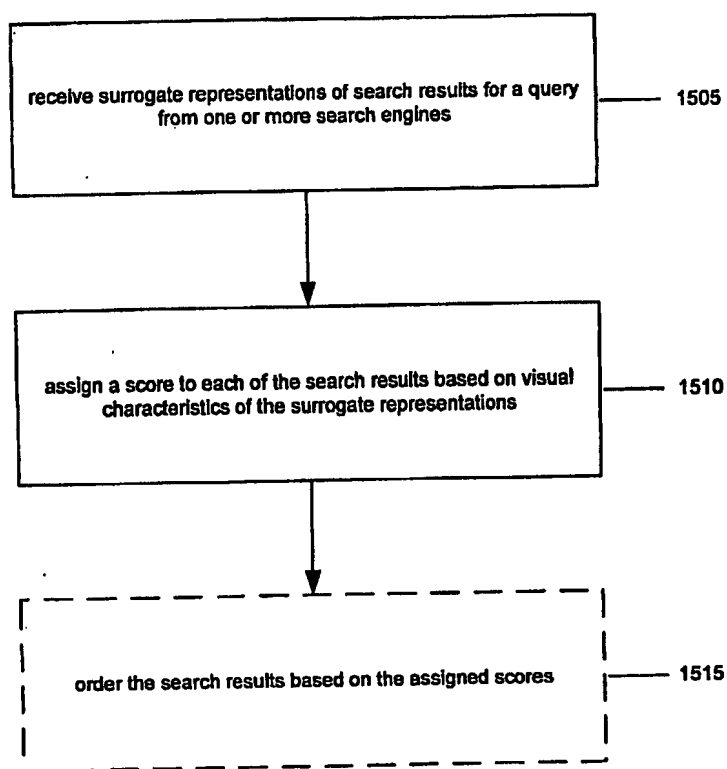 receive surrogate representations of search results for a query
from one or more search engines
1505
assign a score to each of the search results based on visual
characteristics of the surrogate representations
1510
order the search results based on the assigned scores
1515